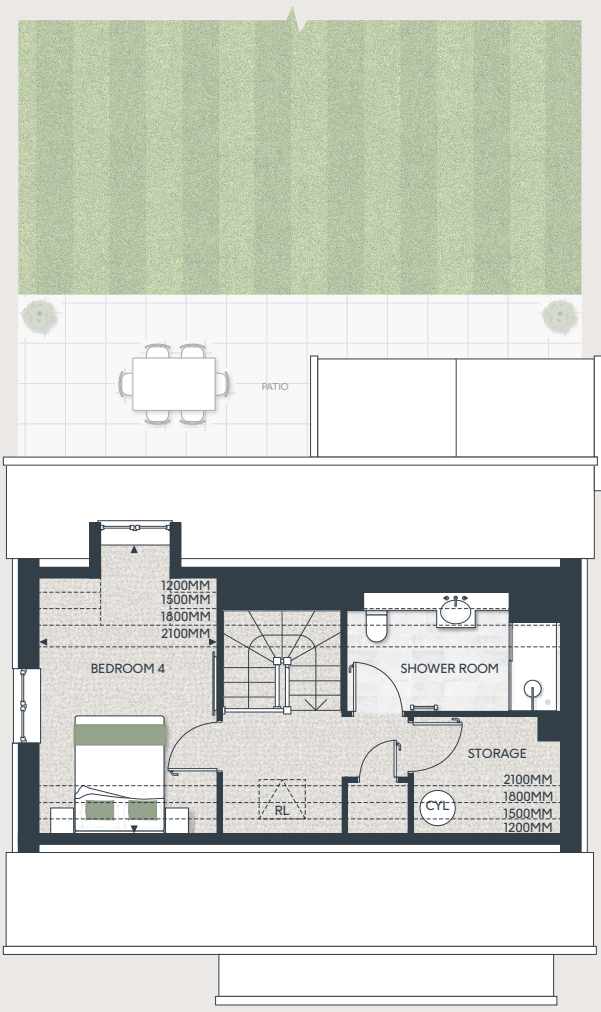 PATIO
1200MM
1500MM
1800MM
2100MM
BEDROOM 4
SHOWER ROOM
STORAGE
2100MM
1800MM
CYL
RL
1500MM
1200MM